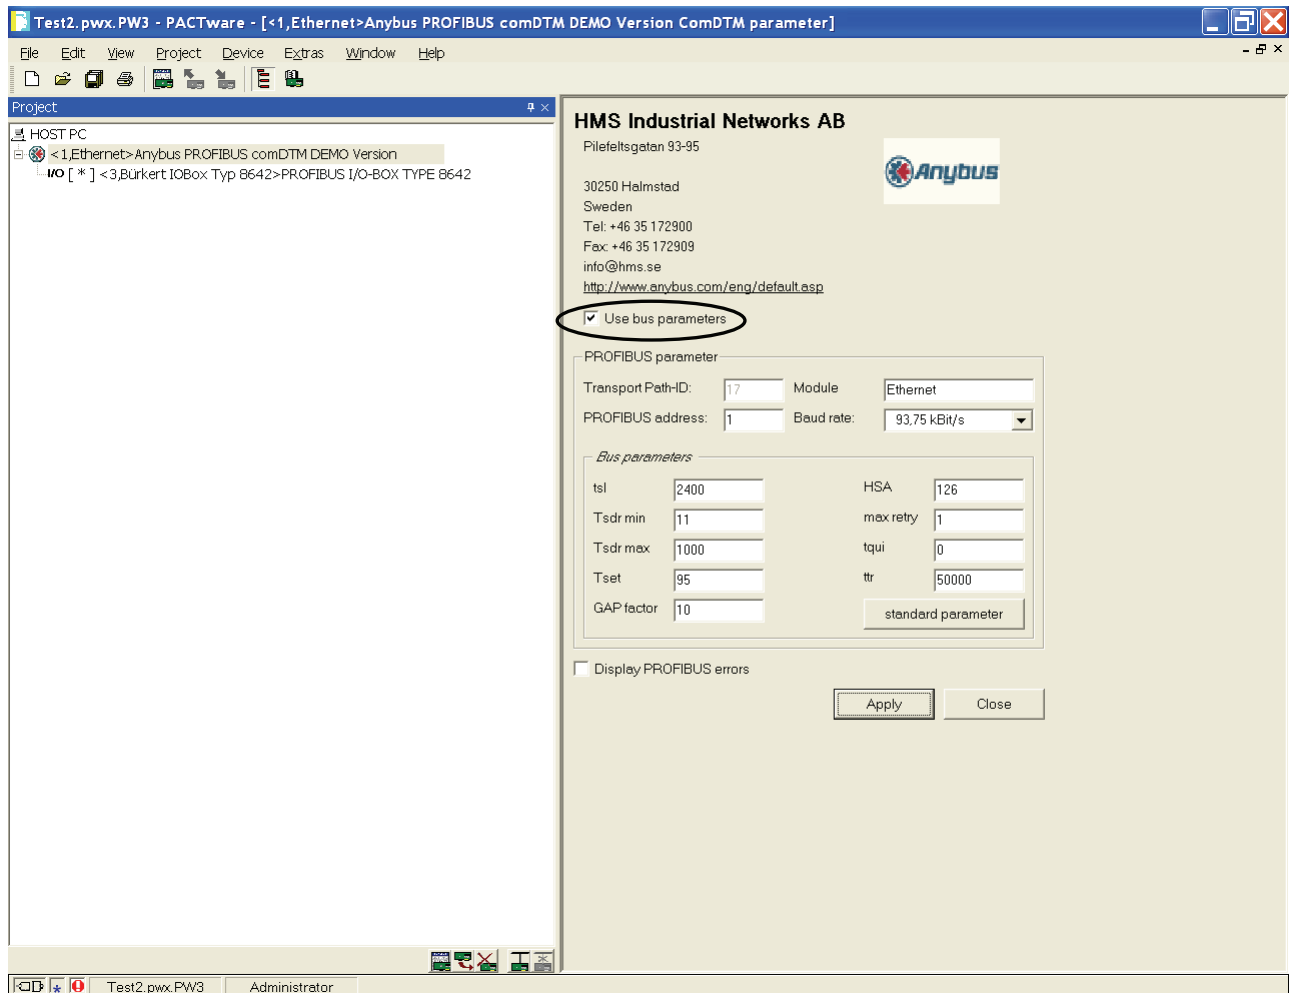 Test2.pwx.PW3 - PACTware - [<1,Ethernet>Anybus PROFIBUS comDTM DEMO Version ComDTM parameter]
File Edit View Project Device Extras Window Help
Project
HOST PC
<1,Ethernet>Anybus PROFIBUS comDTM DEMO Version
I/O [ * ] <3,Bürkert IOBox Typ 8642>PROFIBUS I/O-BOX TYPE 8642
HMS Industrial Networks AB
Pilefeltsgatan 93-95
Anybus
30250 Halmstad
Sweden
Tel: +46 35 172900
Fax: +46 35 172909
info@hms.se
http://www.anybus.com/eng/default.asp
Use bus parameters
PROFIBUS parameter
Transport Path-ID: 17 Module Ethernet
PROFIBUS address: 1 Baud rate: 93,75 kBit/s
Bus parameters
tsl 2400 HSA 126
Tsdr min 11 max retry 1
Tsdr max 1000 tqui 0
Tset 95 ttr 50000
GAP factor 10 standard parameter
Display PROFIBUS errors
Apply Close
Test2.pwx.PW3 Administrator